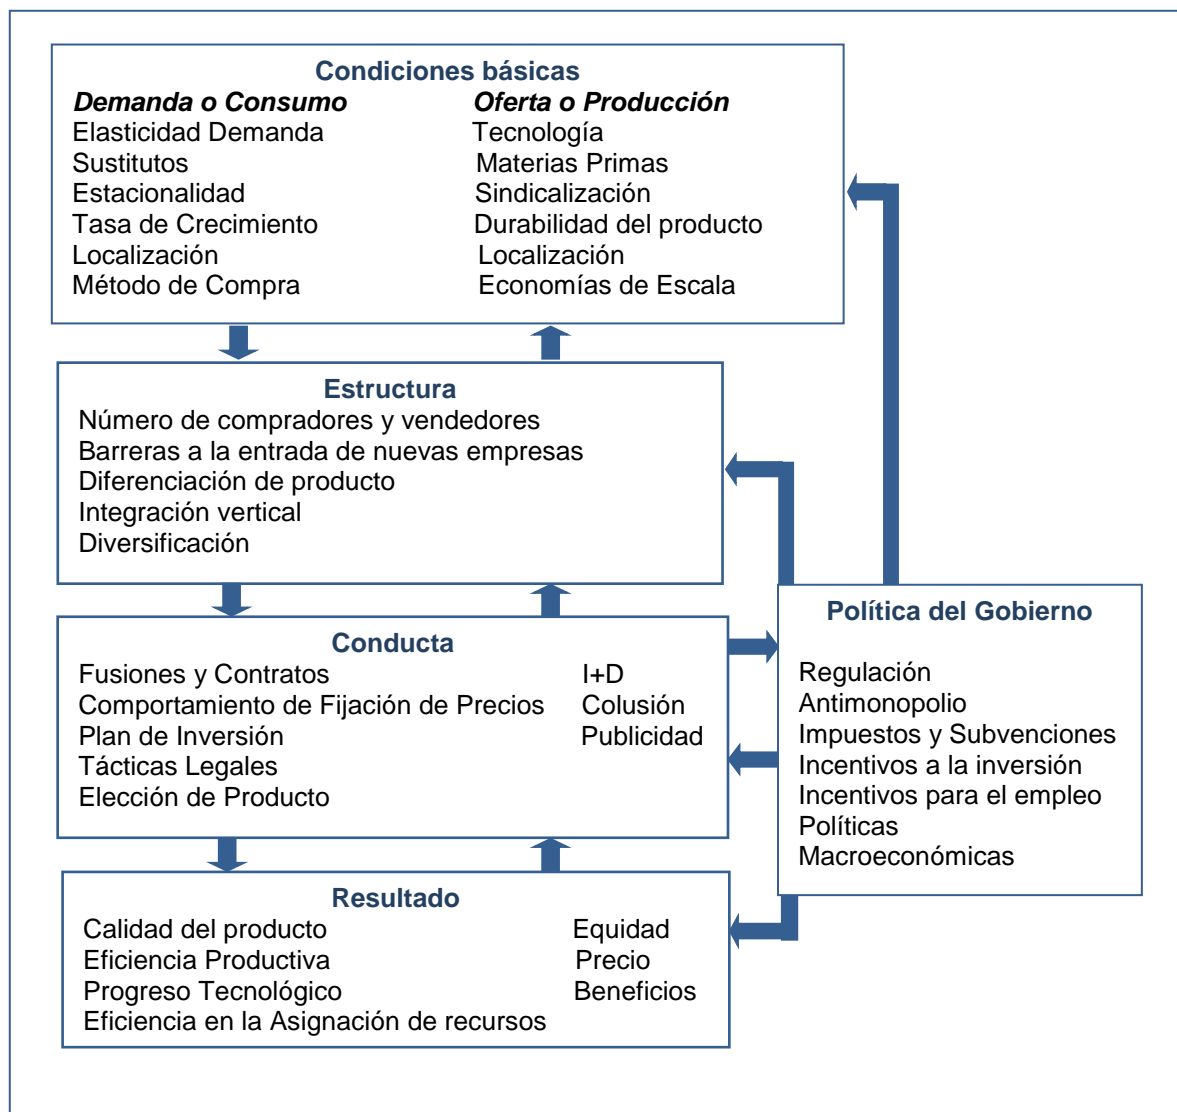 Condiciones básicas
Demanda o Consumo
Elasticidad Demanda
Sustitutos
Estacionalidad
Tasa de Crecimiento
Localización
Método de Compra
Oferta o Producción
Tecnología
Materias Primas
Sindicalización
Durabilidad del producto
Localización
Economías de Escala
Estructura
Número de compradores y vendedores
Barreras a la entrada de nuevas empresas
Diferenciación de producto
Integración vertical
Diversificación
Conducta
Fusiones y Contratos
Comportamiento de Fijación de Precios
Plan de Inversión
Tácticas Legales
Elección de Producto
I+D
Colusión
Publicidad
Política del Gobierno
Regulación
Antimonopolio
Impuestos y Subvenciones
Incentivos a la inversión
Incentivos para el empleo
Políticas
Macroeconómicas
Resultado
Calidad del producto
Eficiencia Productiva
Progreso Tecnológico
Eficiencia en la Asignación de recursos
Equidad
Precio
Beneficios